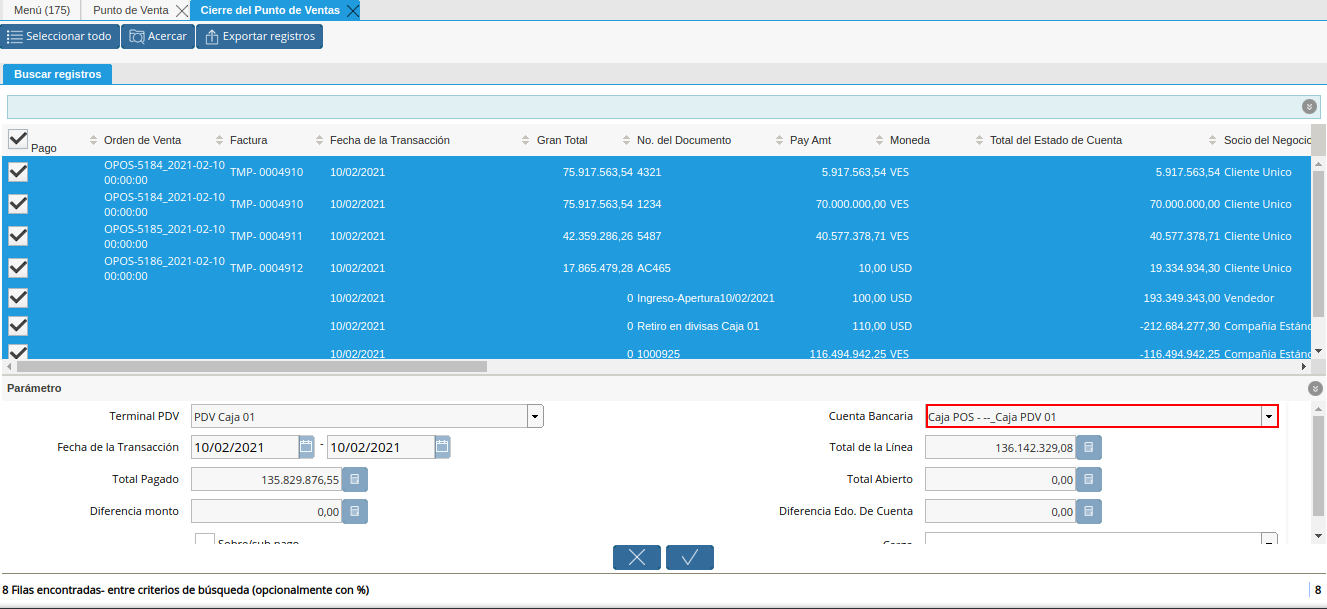 Menú (175) Punto de Venta Cierre del Punto de Ventas
Seleccionar todo Acercar Exportar registros
Buscar registros
Pago Orden de Venta Factura Fecha de la Transacción Gran Total No. del Documento Pay Amt Moneda Total del Estado de Cuenta Socio del Negocio
OPOS-5184_2021-02-10
00:00:00 TMP- 0004910 10/02/2021 75.917.563,54 4321 5.917.563,54 VES 5.917.563,54 Cliente Unico
OPOS-5184_2021-02-10
00:00:00 TMP- 0004910 10/02/2021 75.917.563,54 1234 70.000.000,00 VES 70.000.000,00 Cliente Unico
OPOS-5185_2021-02-10
00:00:00 TMP- 0004911 10/02/2021 42.359.286,26 5487 40.577.378,71 VES 40.577.378,71 Cliente Unico
OPOS-5186_2021-02-10
00:00:00 TMP- 0004912 10/02/2021 17.865.479,28 AC465 10,00 USD 19.334.934,30 Cliente Unico
10/02/2021 0 Ingreso-Apertura10/02/2021 100,00 USD 193.349.343,00 Vendedor
10/02/2021 0 Retiro en divisas Caja 01 110,00 USD -212.684.277,30 Compañía Estánd
10/02/2021 0 1000925 116.494.942,25 VES -116.494.942,25 Compañía Estánd
Parámetro
Terminal PDV PDV Caja 01 Cuenta Bancaria Caja POS - --_Caja PDV 01
Fecha de la Transacción 10/02/2021 - 10/02/2021 Total de la Línea 136.142.329,08
Total Pagado 135.829.876,55 Total Abierto 0,00
Diferencia monto 0,00 Diferencia Edo. De Cuenta 0,00
Sobre/sub pago Cargo
8 Filas encontradas- entre criterios de búsqueda (opcionalmente con %) 8